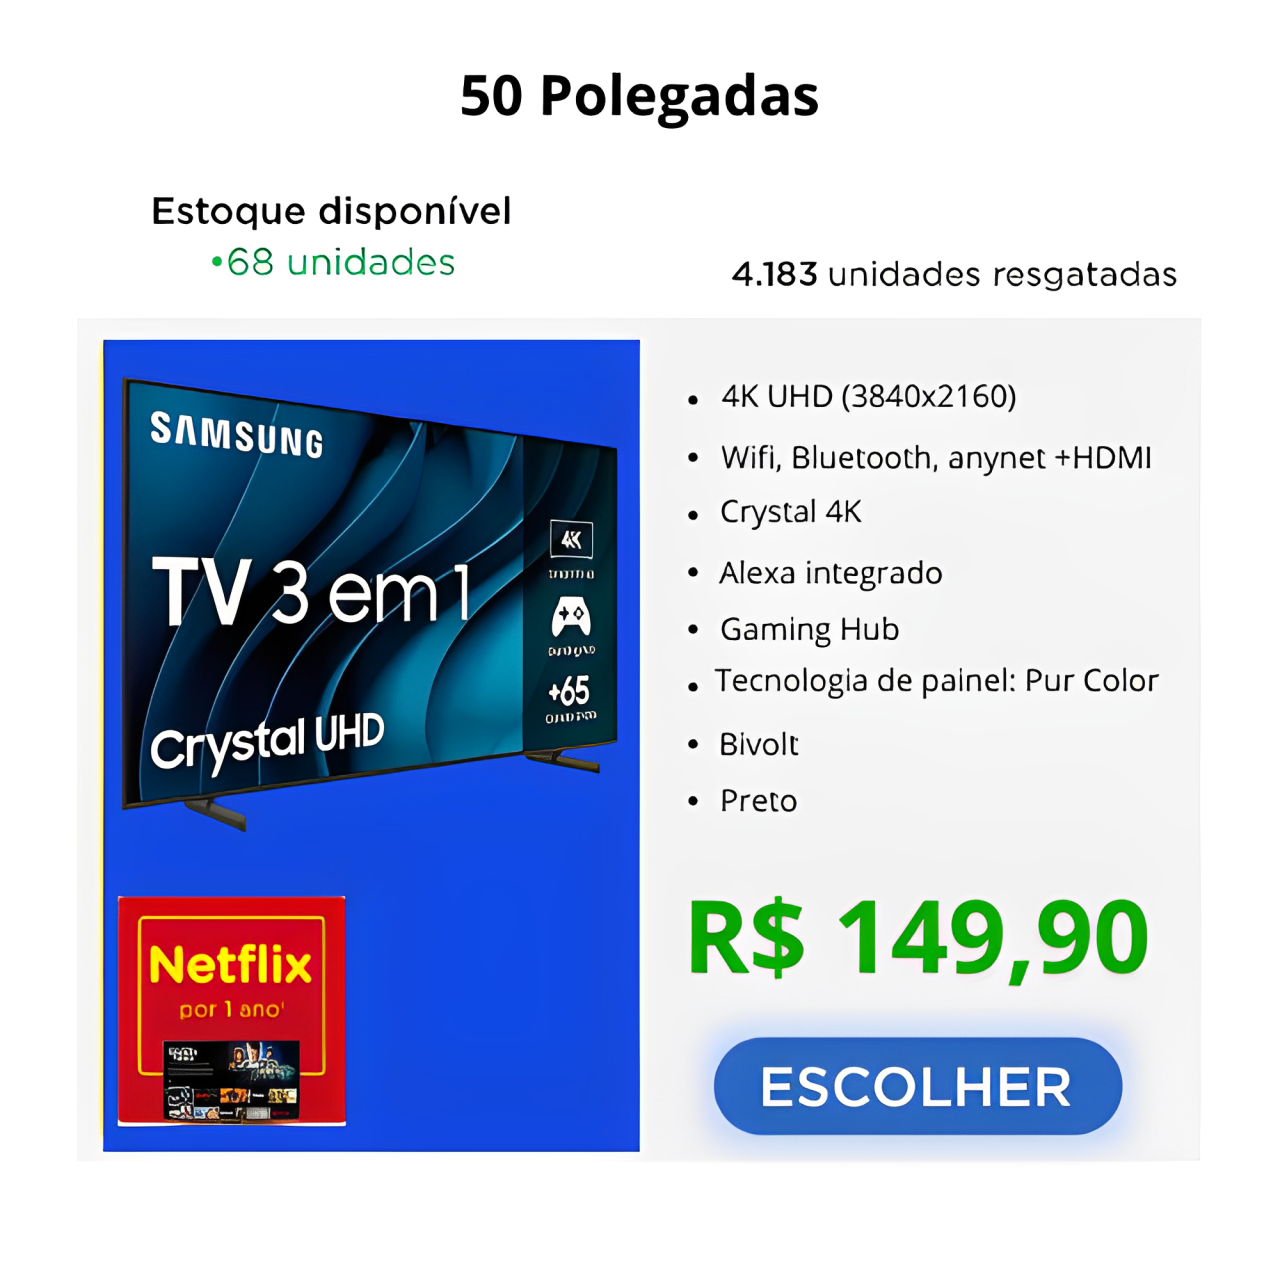 50 Polegadas
Estoque disponível
•68 unidades
4.183 unidades resgatadas
SAMSUNG
TV 3 em 1
Crystal UHD
4K
+65
Netflix
por 1 ano¹
• 4K UHD (3840x2160)
• Wifi, Bluetooth, anynet +HDMI
• Crystal 4K
• Alexa integrado
• Gaming Hub
• Tecnologia de painel: Pur Color
• Bivolt
• Preto
R$ 149,90
ESCOLHER